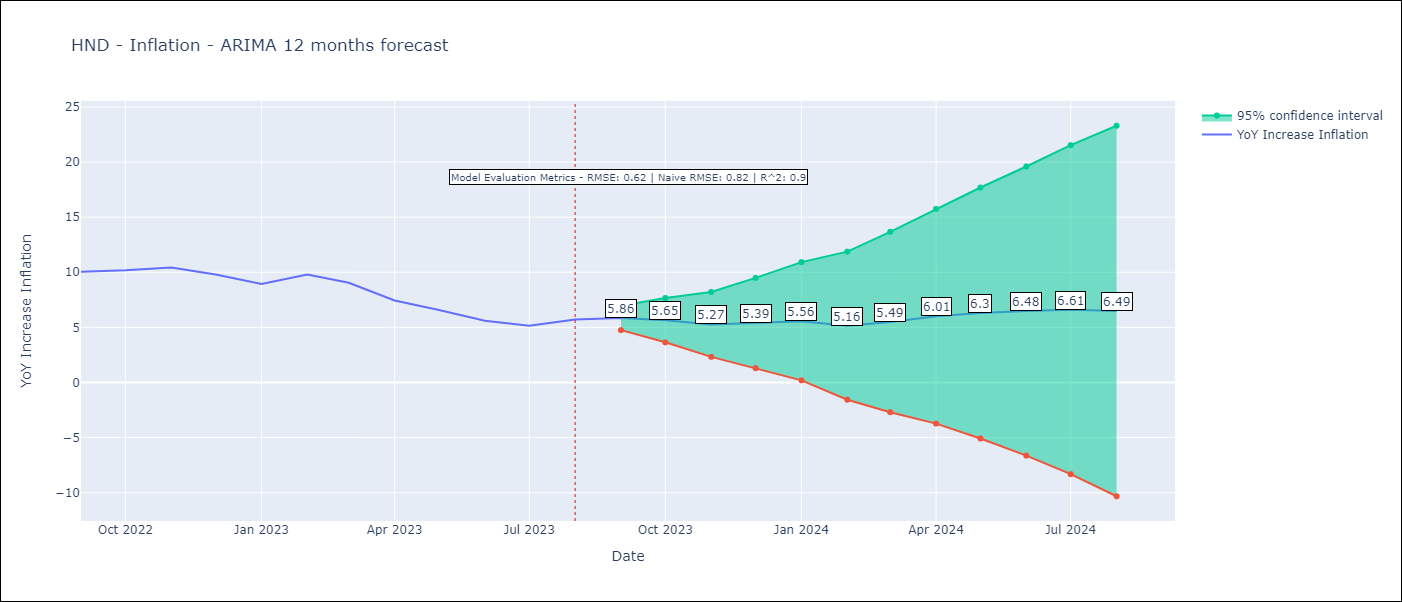 HND - Inflation - ARIMA 12 months forecast
25
20
15
10
5
0
−5
−10
YoY Increase Inflation
Model Evaluation Metrics - RMSE: 0.62 | Naive RMSE: 0.82 | R^2: 0.9
5.86
5.65
5.27
5.39
5.56
5.16
5.49
6.01
6.3
6.48
6.61
6.49
Oct 2022
Jan 2023
Apr 2023
Jul 2023
Oct 2023
Jan 2024
Apr 2024
Jul 2024
Date
95% confidence interval
YoY Increase Inflation